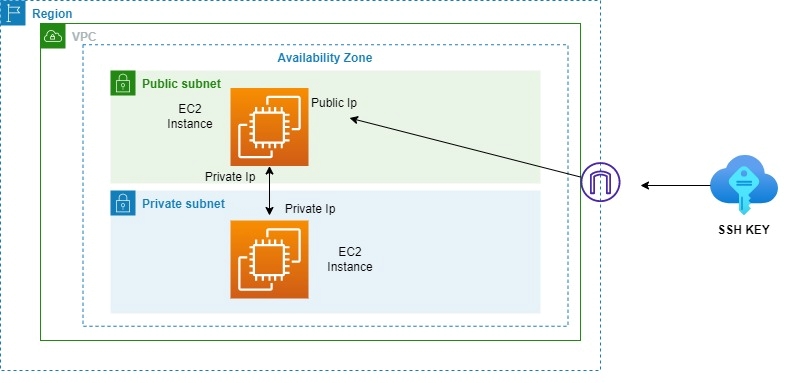 Region
VPC
Availability Zone
Public subnet
EC2
Instance
Public Ip
Private Ip
Private subnet
Private Ip
EC2
Instance
SSH KEY